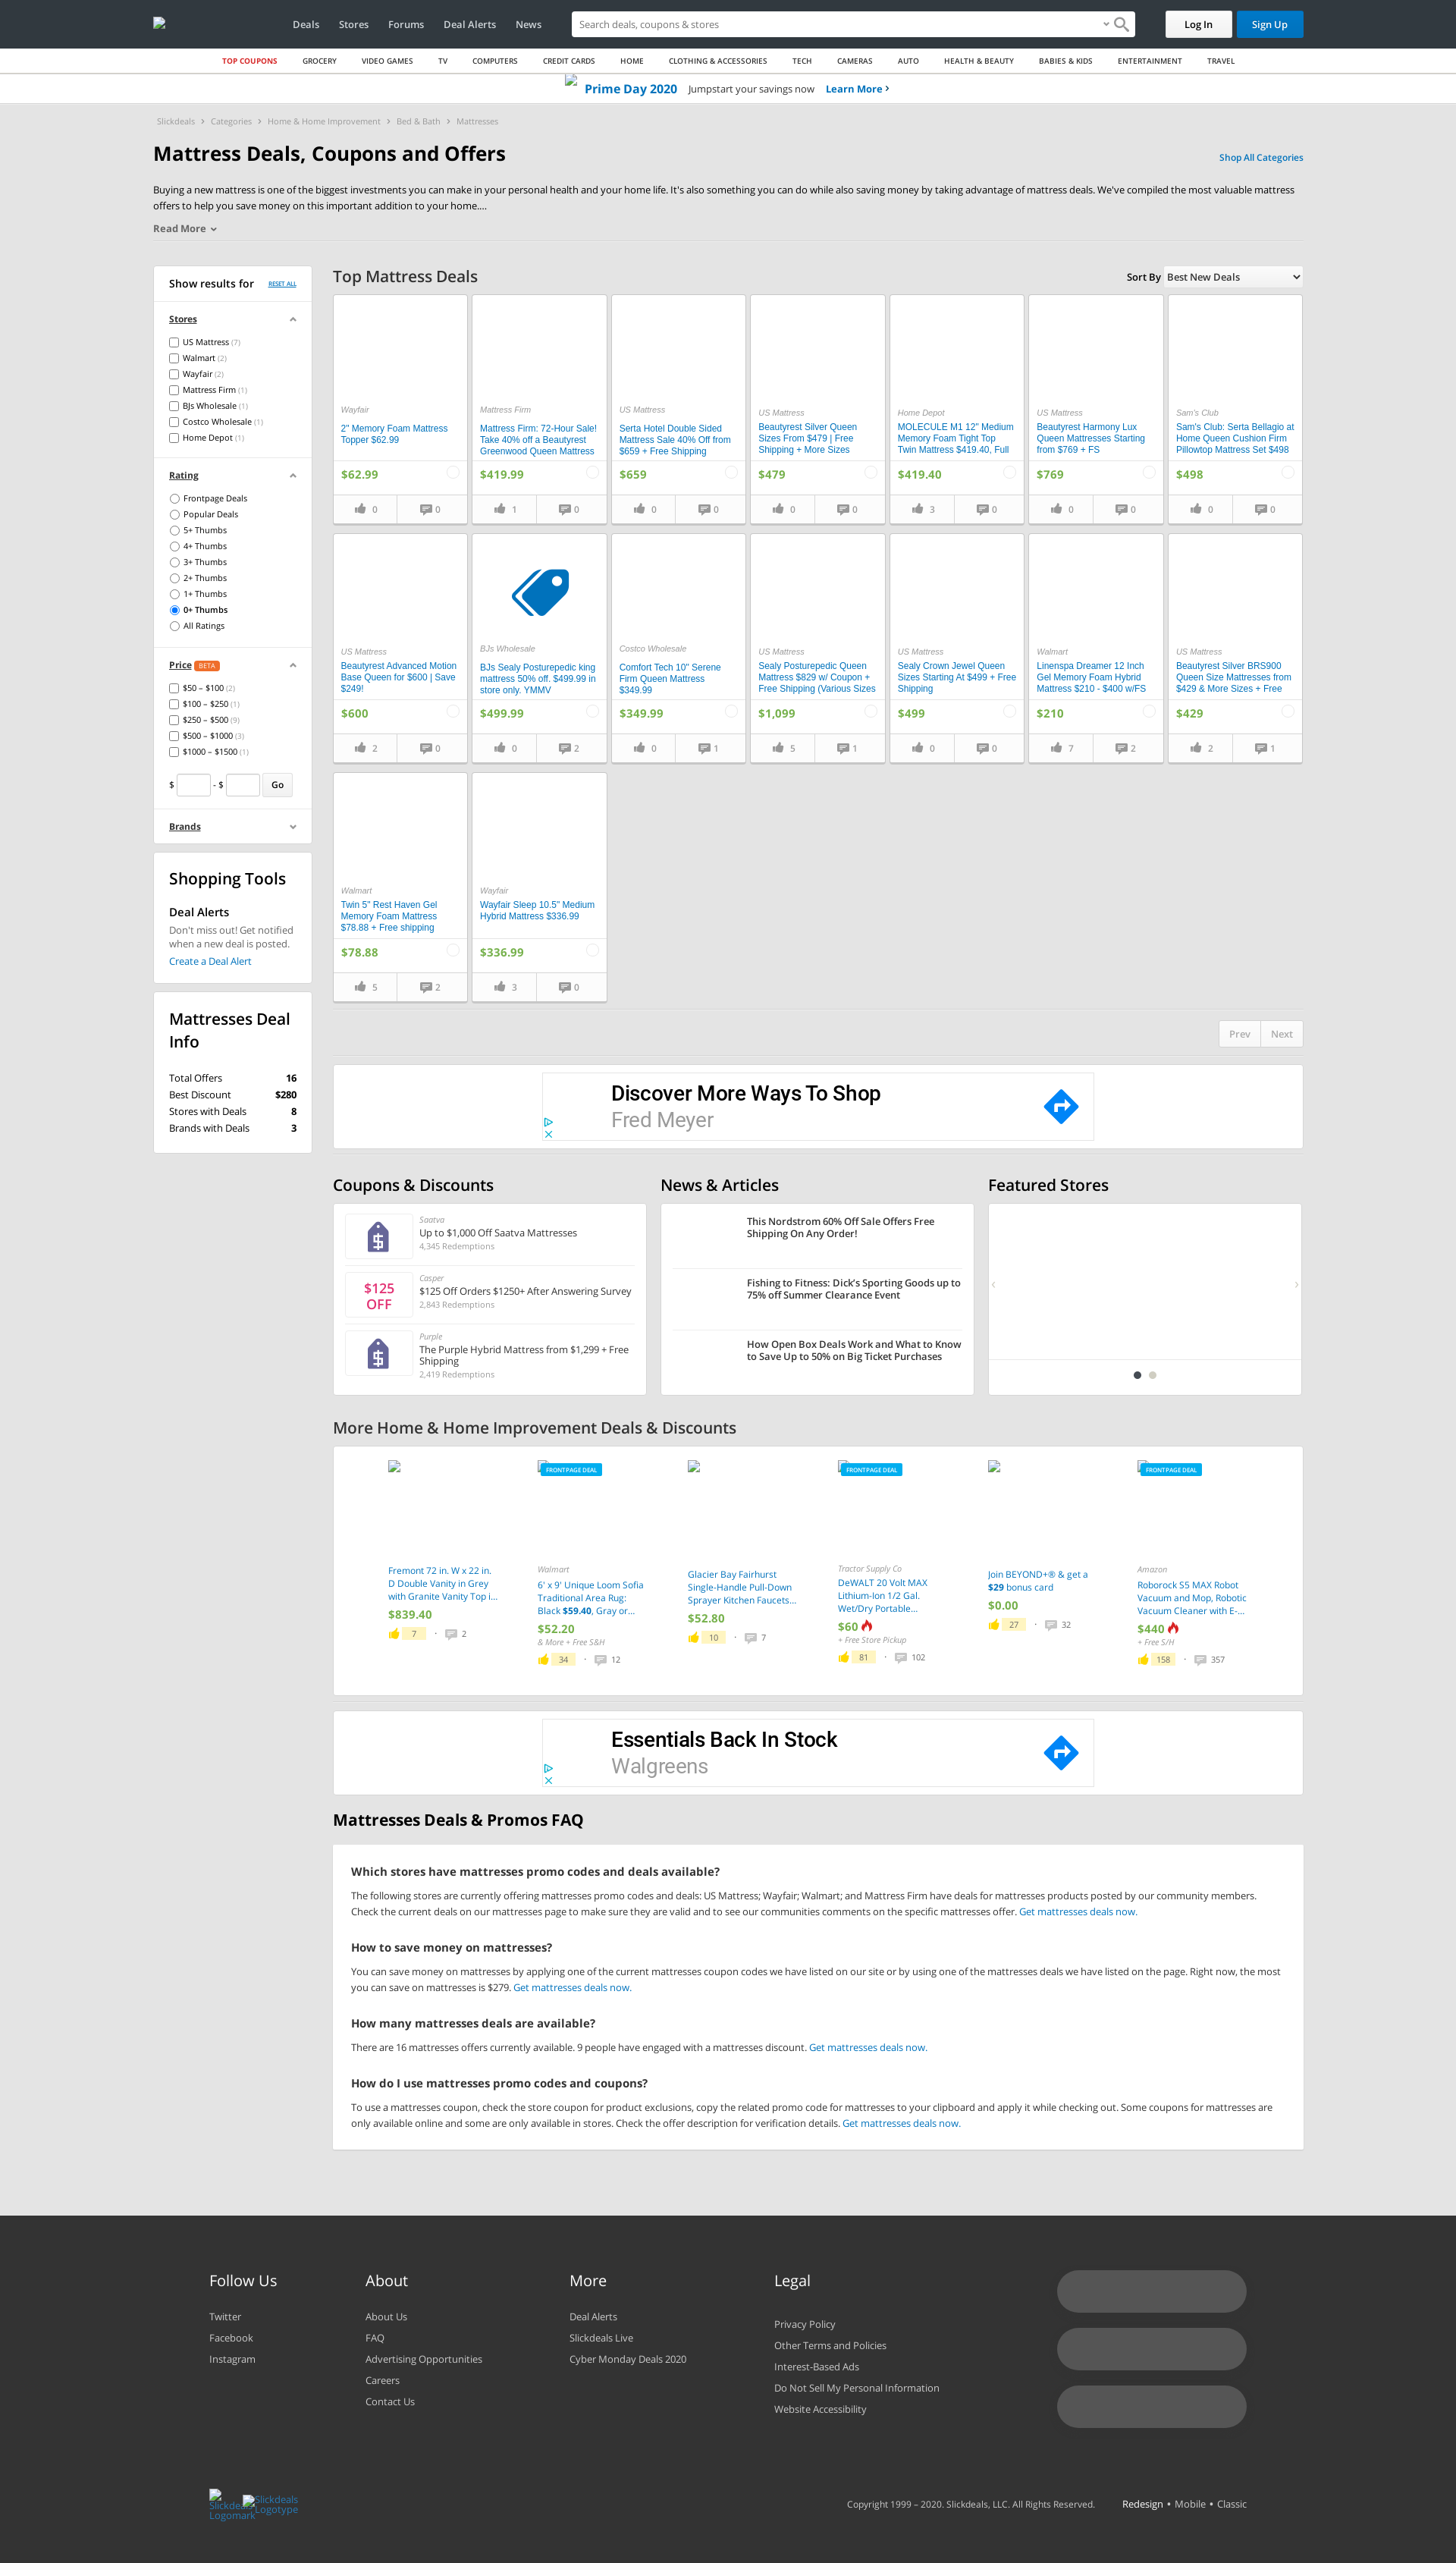 Deals Stores Forums Deal Alerts News Search deals, coupons & stores Log In Sign Up
TOP COUPONS GROCERY VIDEO GAMES TV COMPUTERS CREDIT CARDS HOME CLOTHING & ACCESSORIES TECH CAMERAS AUTO HEALTH & BEAUTY BABIES & KIDS ENTERTAINMENT TRAVEL
Prime Day 2020 Jumpstart your savings now Learn More ›
Slickdeals › Categories › Home & Home Improvement › Bed & Bath › Mattresses
Mattress Deals, Coupons and Offers
Shop All Categories
Buying a new mattress is one of the biggest investments you can make in your personal health and your home life. It's also something you can do while also saving money by taking advantage of mattress deals. We've compiled the most valuable mattress
offers to help you save money on this important addition to your home....
Read More
Show results for RESET ALL
Stores
US Mattress (7)
Walmart (2)
Wayfair (2)
Mattress Firm (1)
BJs Wholesale (1)
Costco Wholesale (1)
Home Depot (1)
Rating
Frontpage Deals
Popular Deals
5+ Thumbs
4+ Thumbs
3+ Thumbs
2+ Thumbs
1+ Thumbs
0+ Thumbs
All Ratings
Price BETA
$50 – $100 (2)
$100 – $250 (1)
$250 – $500 (9)
$500 – $1000 (3)
$1000 – $1500 (1)
$ - $ Go
Brands
Shopping Tools
Deal Alerts
Don't miss out! Get notified
when a new deal is posted.
Create a Deal Alert
Mattresses Deal
Info
Total Offers 16
Best Discount $280
Stores with Deals 8
Brands with Deals 3
Top Mattress Deals
Sort By Best New Deals
Wayfair
2" Memory Foam Mattress
Topper $62.99
$62.99
0 0
Mattress Firm
Mattress Firm: 72-Hour Sale!
Take 40% off a Beautyrest
Greenwood Queen Mattress
$419.99
1 0
US Mattress
Serta Hotel Double Sided
Mattress Sale 40% Off from
$659 + Free Shipping
$659
0 0
US Mattress
Beautyrest Silver Queen
Sizes From $479 | Free
Shipping + More Sizes
$479
0 0
Home Depot
MOLECULE M1 12" Medium
Memory Foam Tight Top
Twin Mattress $419.40, Full
$419.40
3 0
US Mattress
Beautyrest Harmony Lux
Queen Mattresses Starting
from $769 + FS
$769
0 0
Sam's Club
Sam's Club: Serta Bellagio at
Home Queen Cushion Firm
Pillowtop Mattress Set $498
$498
0 0
US Mattress
Beautyrest Advanced Motion
Base Queen for $600 | Save
$249!
$600
2 0
BJs Wholesale
BJs Sealy Posturepedic king
mattress 50% off. $499.99 in
store only. YMMV
$499.99
0 2
Costco Wholesale
Comfort Tech 10" Serene
Firm Queen Mattress
$349.99
$349.99
0 1
US Mattress
Sealy Posturepedic Queen
Mattress $829 w/ Coupon +
Free Shipping (Various Sizes
$1,099
5 1
US Mattress
Sealy Crown Jewel Queen
Sizes Starting At $499 + Free
Shipping
$499
0 0
Walmart
Linenspa Dreamer 12 Inch
Gel Memory Foam Hybrid
Mattress $210 - $400 w/FS
$210
7 2
US Mattress
Beautyrest Silver BRS900
Queen Size Mattresses from
$429 & More Sizes + Free
$429
2 1
Walmart
Twin 5" Rest Haven Gel
Memory Foam Mattress
$78.88 + Free shipping
$78.88
5 2
Wayfair
Wayfair Sleep 10.5" Medium
Hybrid Mattress $336.99
$336.99
3 0
Prev Next
Discover More Ways To Shop
Fred Meyer
Coupons & Discounts
Saatva
Up to $1,000 Off Saatva Mattresses
4,345 Redemptions
$125
OFF
Casper
$125 Off Orders $1250+ After Answering Survey
2,843 Redemptions
Purple
The Purple Hybrid Mattress from $1,299 + Free
Shipping
2,419 Redemptions
News & Articles
This Nordstrom 60% Off Sale Offers Free
Shipping On Any Order!
Fishing to Fitness: Dick's Sporting Goods up to
75% off Summer Clearance Event
How Open Box Deals Work and What to Know
to Save Up to 50% on Big Ticket Purchases
Featured Stores
More Home & Home Improvement Deals & Discounts
Fremont 72 in. W x 22 in.
D Double Vanity in Grey
with Granite Vanity Top i...
$839.40
7 · 2
FRONTPAGE DEAL
Walmart
6' x 9' Unique Loom Sofia
Traditional Area Rug:
Black $59.40, Gray or...
$52.20
& More + Free S&H
34 · 12
Glacier Bay Fairhurst
Single-Handle Pull-Down
Sprayer Kitchen Faucets...
$52.80
10 · 7
FRONTPAGE DEAL
Tractor Supply Co
DeWALT 20 Volt MAX
Lithium-Ion 1/2 Gal.
Wet/Dry Portable...
$60
+ Free Store Pickup
81 · 102
Join BEYOND+® & get a
$29 bonus card
$0.00
27 · 32
FRONTPAGE DEAL
Amazon
Roborock S5 MAX Robot
Vacuum and Mop, Robotic
Vacuum Cleaner with E-...
$440
+ Free S/H
158 · 357
Essentials Back In Stock
Walgreens
Mattresses Deals & Promos FAQ
Which stores have mattresses promo codes and deals available?
The following stores are currently offering mattresses promo codes and deals: US Mattress; Wayfair; Walmart; and Mattress Firm have deals for mattresses products posted by our community members.
Check the current deals on our mattresses page to make sure they are valid and to see our communities comments on the specific mattresses offer. Get mattresses deals now.
How to save money on mattresses?
You can save money on mattresses by applying one of the current mattresses coupon codes we have listed on our site or by using one of the mattresses deals we have listed on the page. Right now, the most
you can save on mattresses is $279. Get mattresses deals now.
How many mattresses deals are available?
There are 16 mattresses offers currently available. 9 people have engaged with a mattresses discount. Get mattresses deals now.
How do I use mattresses promo codes and coupons?
To use a mattresses coupon, check the store coupon for product exclusions, copy the related promo code for mattresses to your clipboard and apply it while checking out. Some coupons for mattresses are
only available online and some are only available in stores. Check the offer description for verification details. Get mattresses deals now.
Follow Us
Twitter
Facebook
Instagram
About
About Us
FAQ
Advertising Opportunities
Careers
Contact Us
More
Deal Alerts
Slickdeals Live
Cyber Monday Deals 2020
Legal
Privacy Policy
Other Terms and Policies
Interest-Based Ads
Do Not Sell My Personal Information
Website Accessibility
Slickdeals
Logomark
Slickdeals
Logotype
Copyright 1999 – 2020. Slickdeals, LLC. All Rights Reserved. Redesign • Mobile • Classic